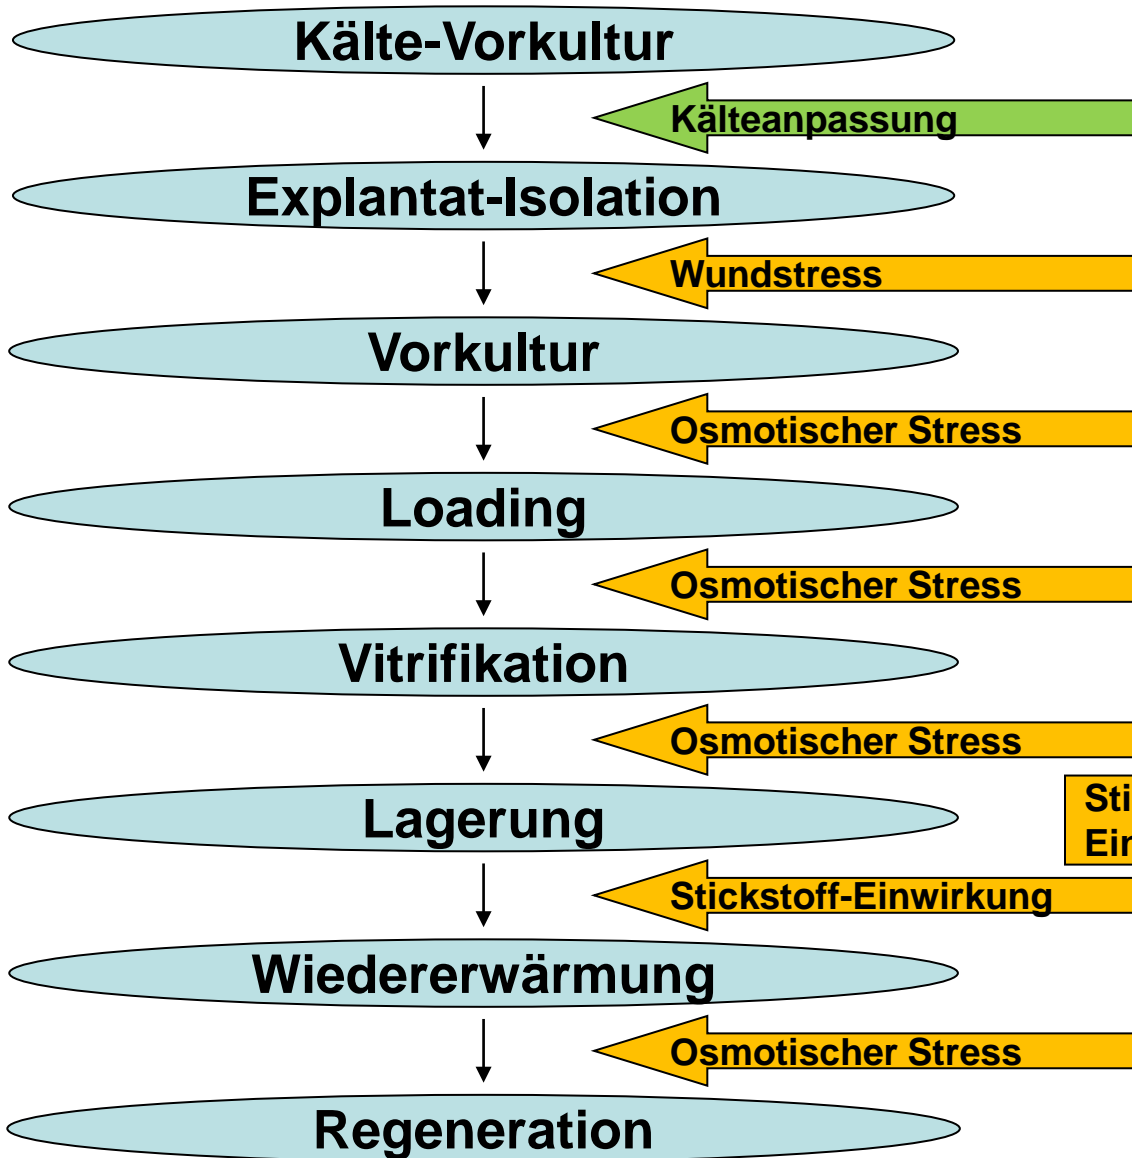 Kälte-Vorkultur
Kälteanpassung
Explantat-Isolation
Wundstress
Vorkultur
Osmotischer Stress
Loading
Osmotischer Stress
Vitrifikation
Osmotischer Stress
Lagerung
Stickstoff-Einwirkung
Wiedererwärmung
Osmotischer Stress
Regeneration